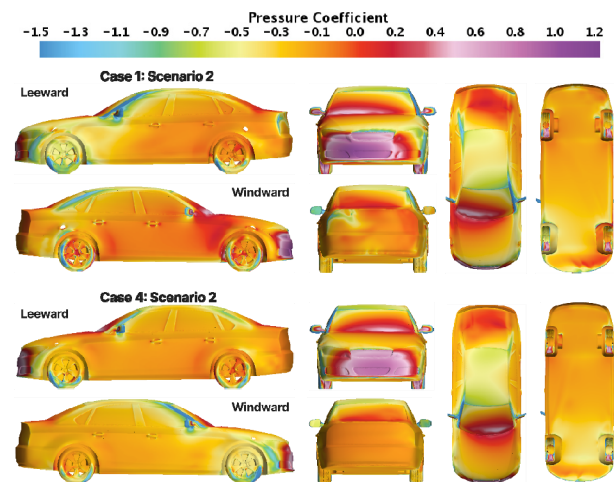 Pressure Coefficient
-1.5 -1.3 -1.1 -0.9 -0.7 -0.5 -0.3 -0.1 0.0 0.2 0.4 0.6 0.8 1.0 1.2
Case 1: Scenario 2
Leeward
Windward
Case 4: Scenario 2
Leeward
Windward